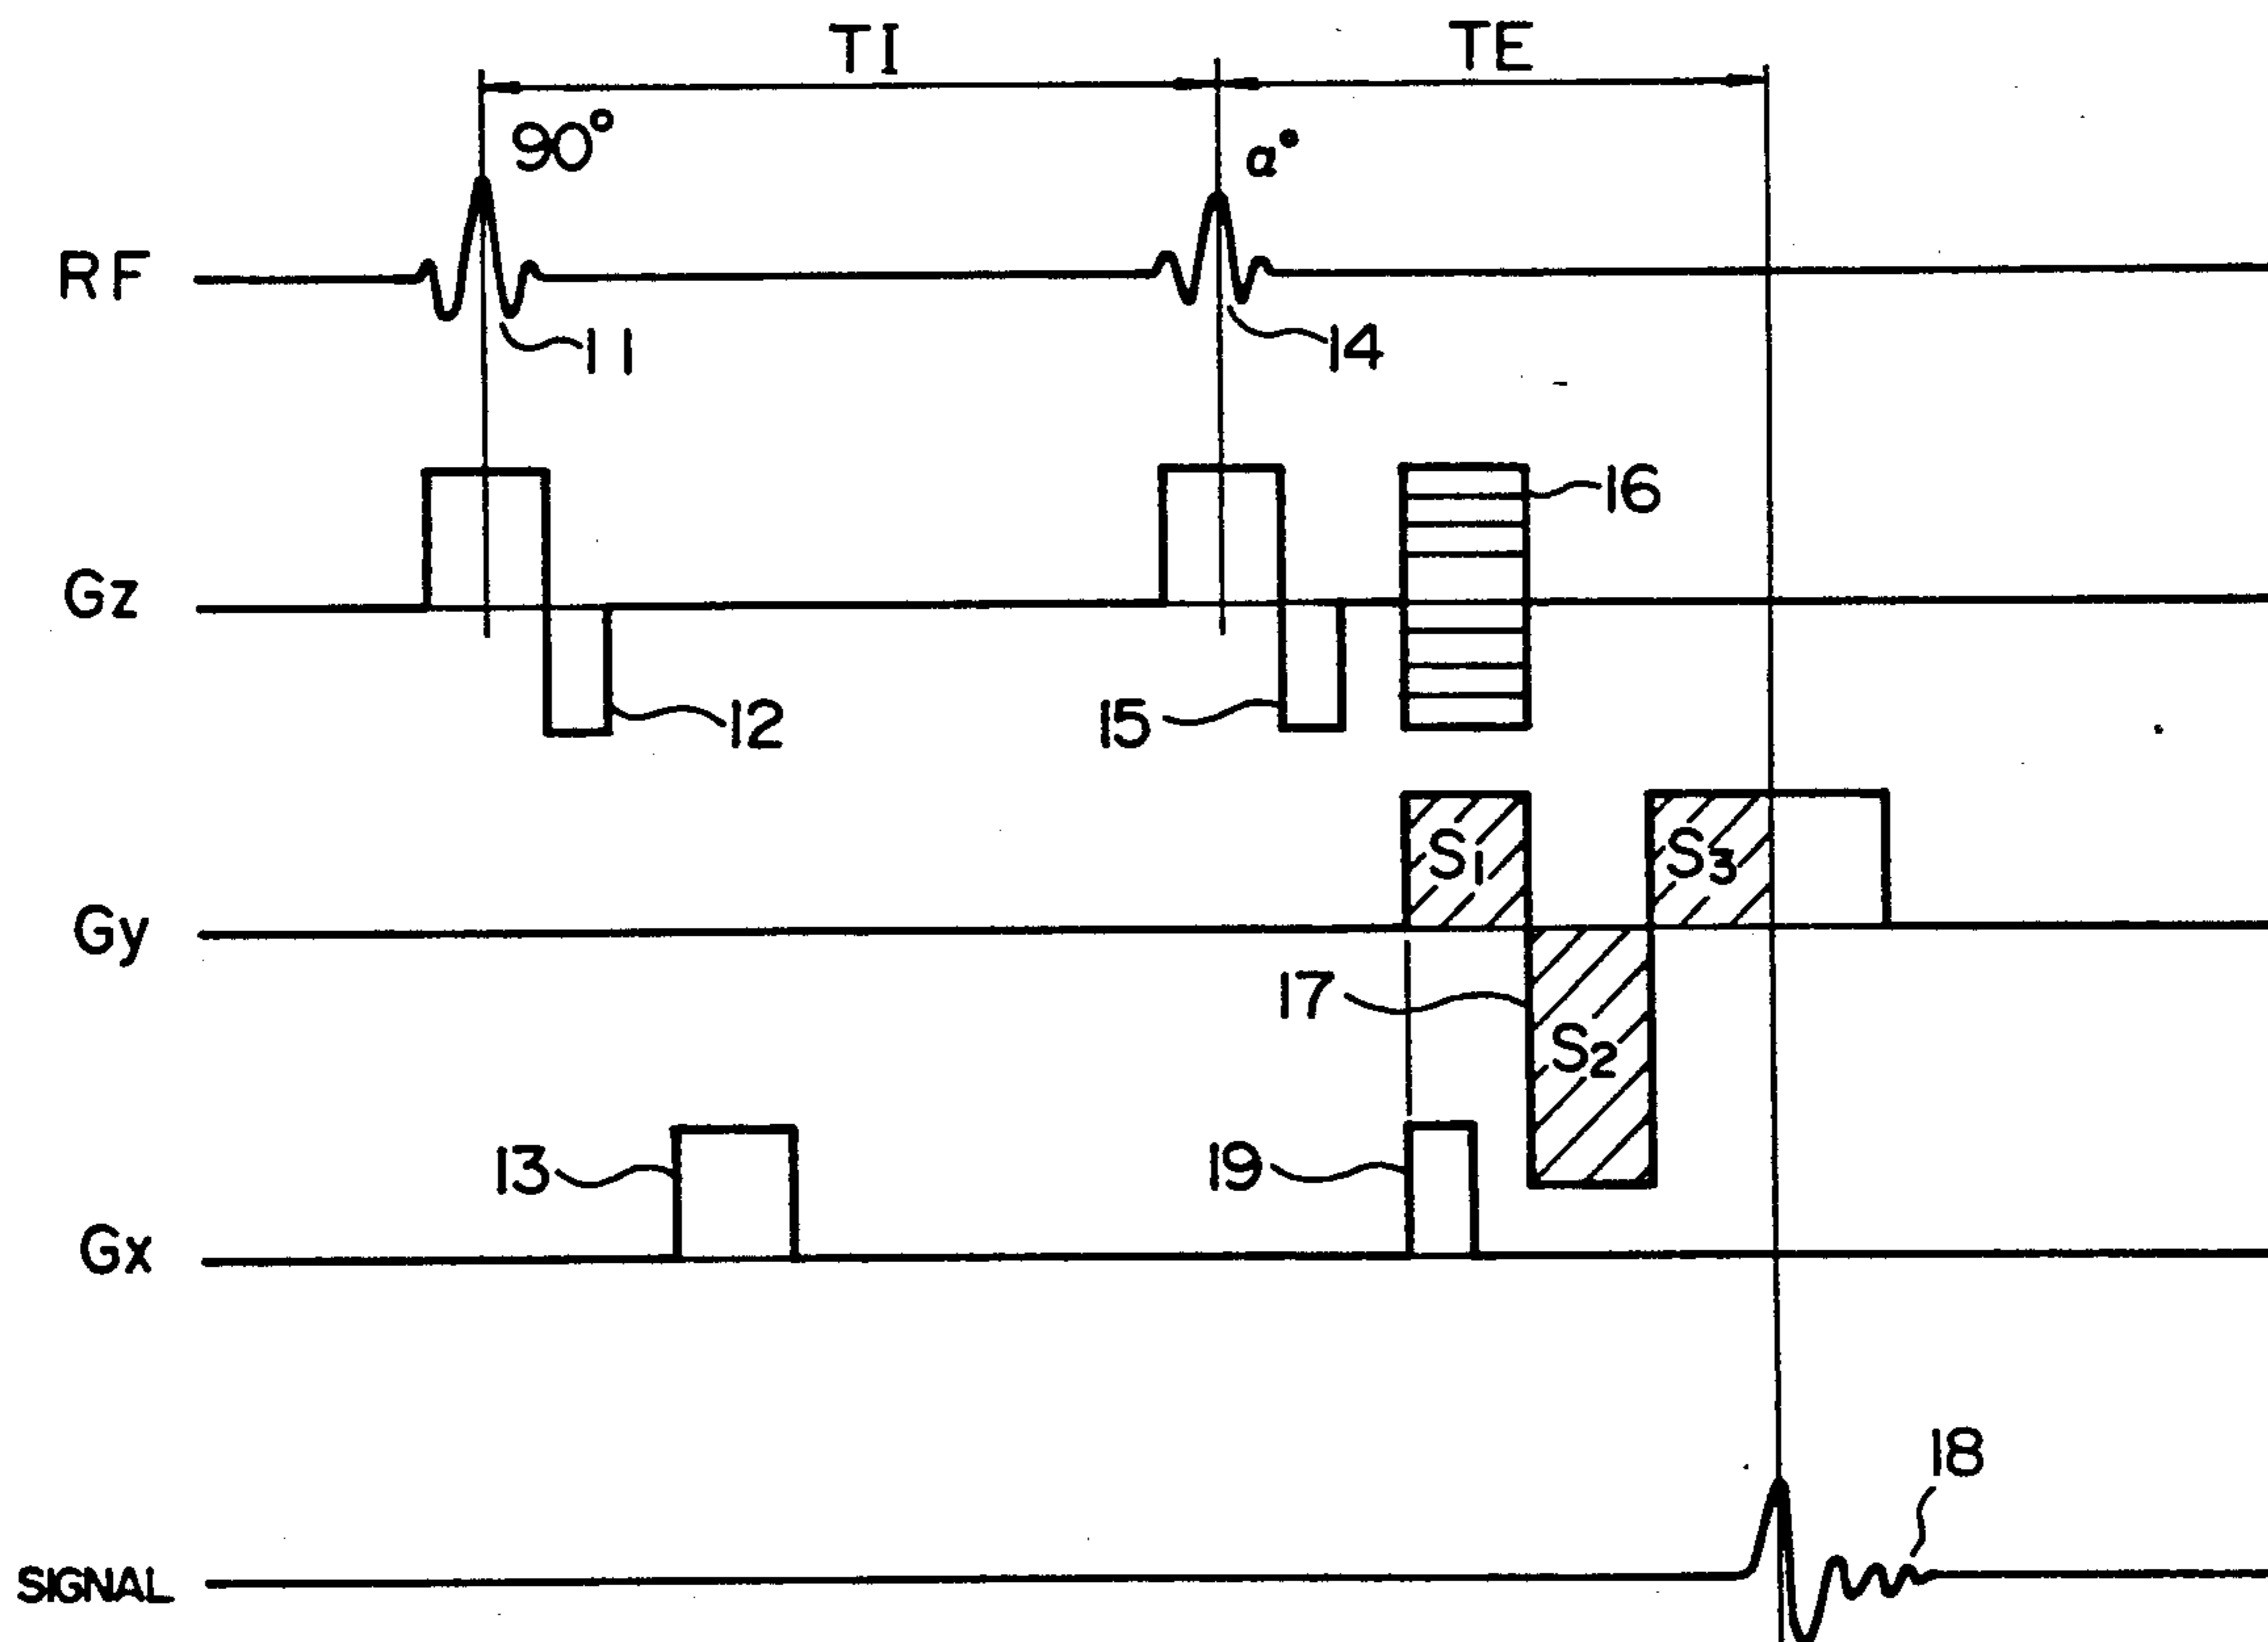 TI TE
90° α°
RF
11 14
16
Gz
12 15
S1 S3
Gy
17
S2
13 19
Gx
18
SIGNAL